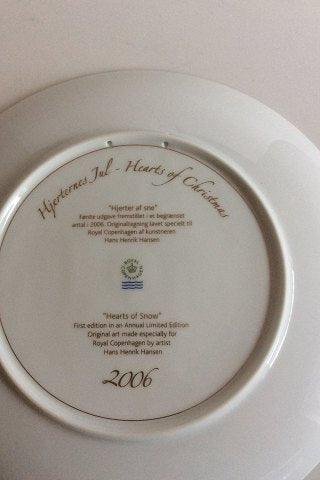 Hjerternes Jul - Hearts of Christmas
"Hjerter af sne"
Første udgave fremstillet i et begrænset
antal i 2006. Originaltegning lavet specielt til
Royal Copenhagen af kunstneren
Hans Henrik Hansen
ROYAL COPENHAGEN
"Hearts of Snow"
First edition in an Annual Limited Edition
Original art made especially for
Royal Copenhagen by artist
Hans Henrik Hansen
2006